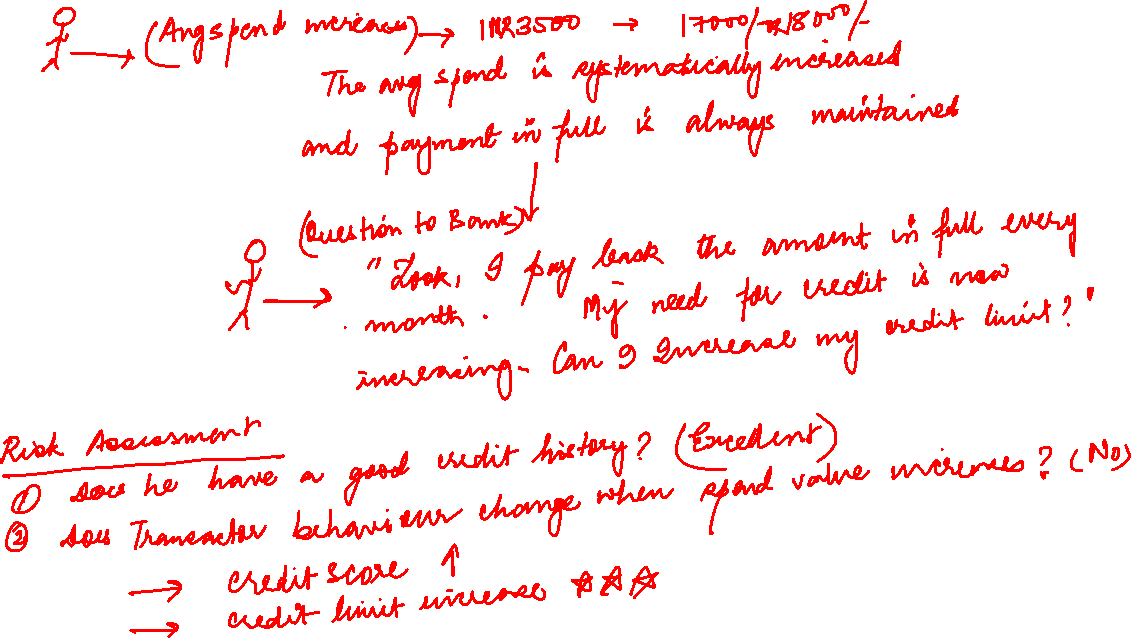 (Avg spend increases) → INR3500 → 17000/- or 18000/-
The avg spend is systematically increased
and payment in full is always maintained
(Question to Bank)
"Look, I pay back the amount in full every
month. My need for credit is now
increasing. Can I Increase my credit limit?"
Risk Assessment
① does he have a good credit history? (Excellent)
② does Transactor behaviour change when spend value increases? (No)
→ credit score ↑
→ credit limit increase ☆☆☆